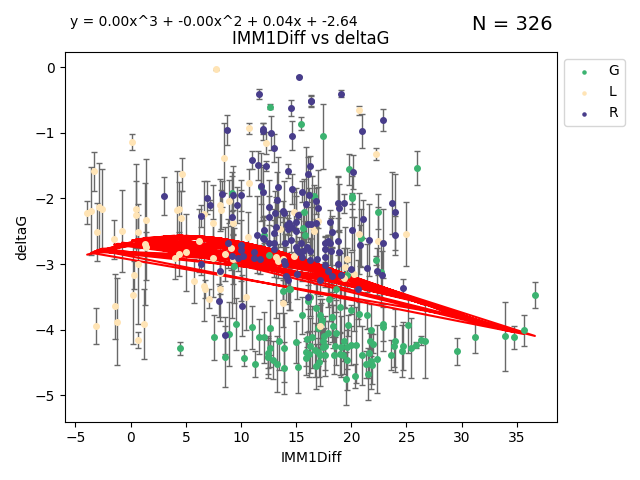 y = 0.00x^3 + -0.00x^2 + 0.04x + -2.64
N = 326
IMM1Diff vs deltaG
G
L
R
0
−1
−2
−3
−4
−5
deltaG
−5 0 5 10 15 20 25 30 35
IMM1Diff